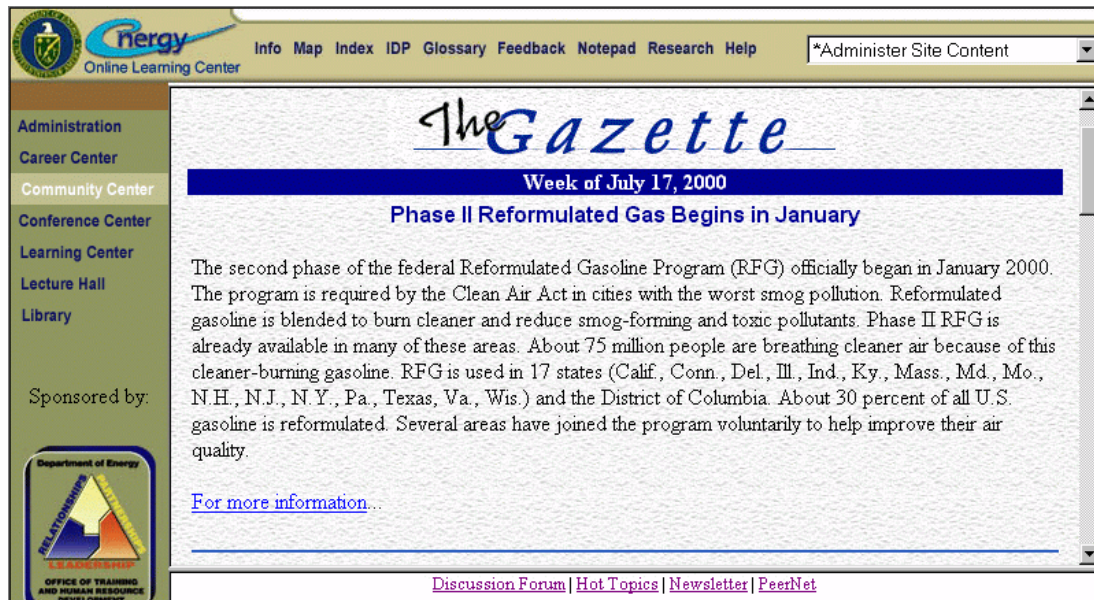 Energy
Online Learning Center
Info Map Index IDP Glossary Feedback Notepad Research Help
*Administer Site Content
Administration
Career Center
Community Center
Conference Center
Learning Center
Lecture Hall
Library
Sponsored by:
Department of Energy
RELATIONSHIPS
PARTNERSHIPS
LEADERSHIP
OFFICE OF TRAINING
AND HUMAN RESOURCE
DEVELOPMENT
The Gazette
Week of July 17, 2000
Phase II Reformulated Gas Begins in January
The second phase of the federal Reformulated Gasoline Program (RFG) officially began in January 2000.
The program is required by the Clean Air Act in cities with the worst smog pollution. Reformulated
gasoline is blended to burn cleaner and reduce smog-forming and toxic pollutants. Phase II RFG is
already available in many of these areas. About 75 million people are breathing cleaner air because of this
cleaner-burning gasoline. RFG is used in 17 states (Calif., Conn., Del., Ill., Ind., Ky., Mass., Md., Mo.,
N.H., N.J., N.Y., Pa., Texas, Va., Wis.) and the District of Columbia. About 30 percent of all U.S.
gasoline is reformulated. Several areas have joined the program voluntarily to help improve their air
quality.
For more information...
Discussion Forum | Hot Topics | Newsletter | PeerNet